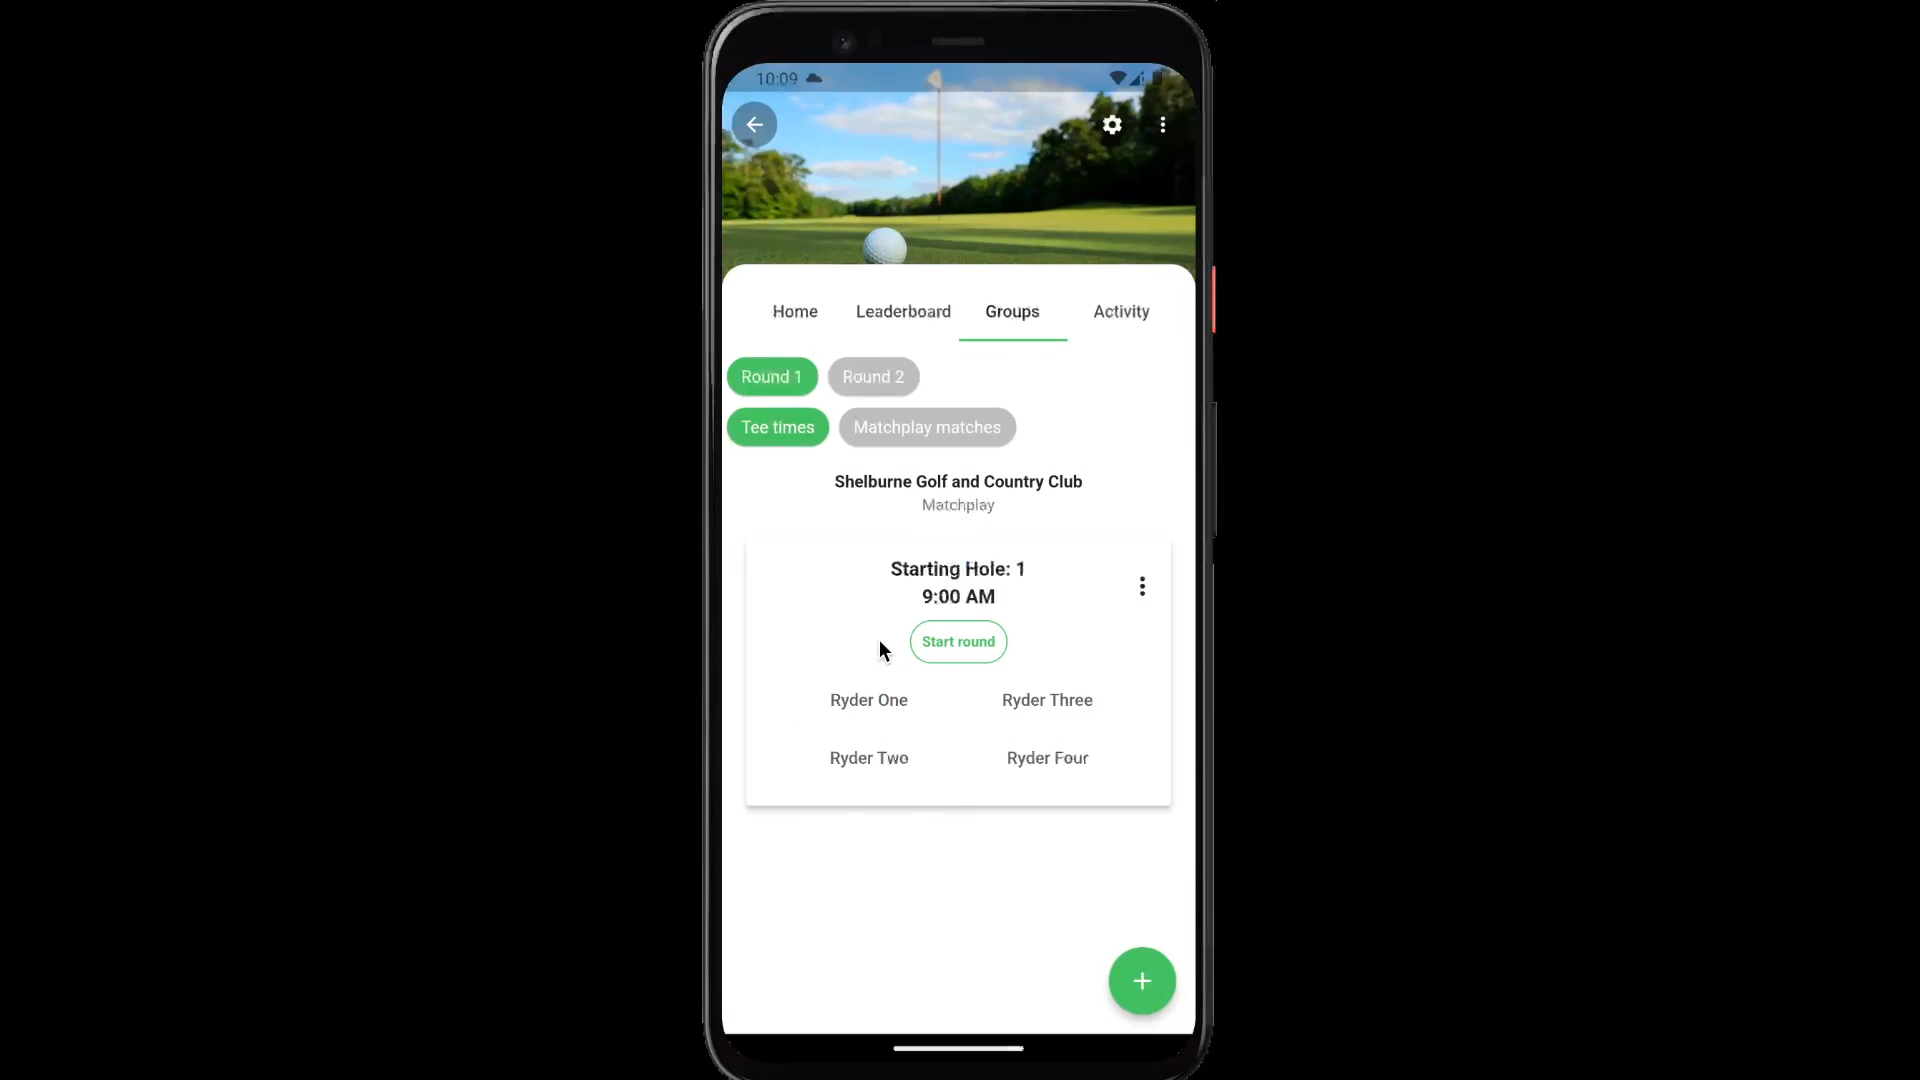 10:09
Home Leaderboard Groups Activity
Round 1 Round 2
Tee times Matchplay matches
Shelburne Golf and Country Club
Matchplay
Starting Hole: 1
9:00 AM
Start round
Ryder One Ryder Three
Ryder Two Ryder Four